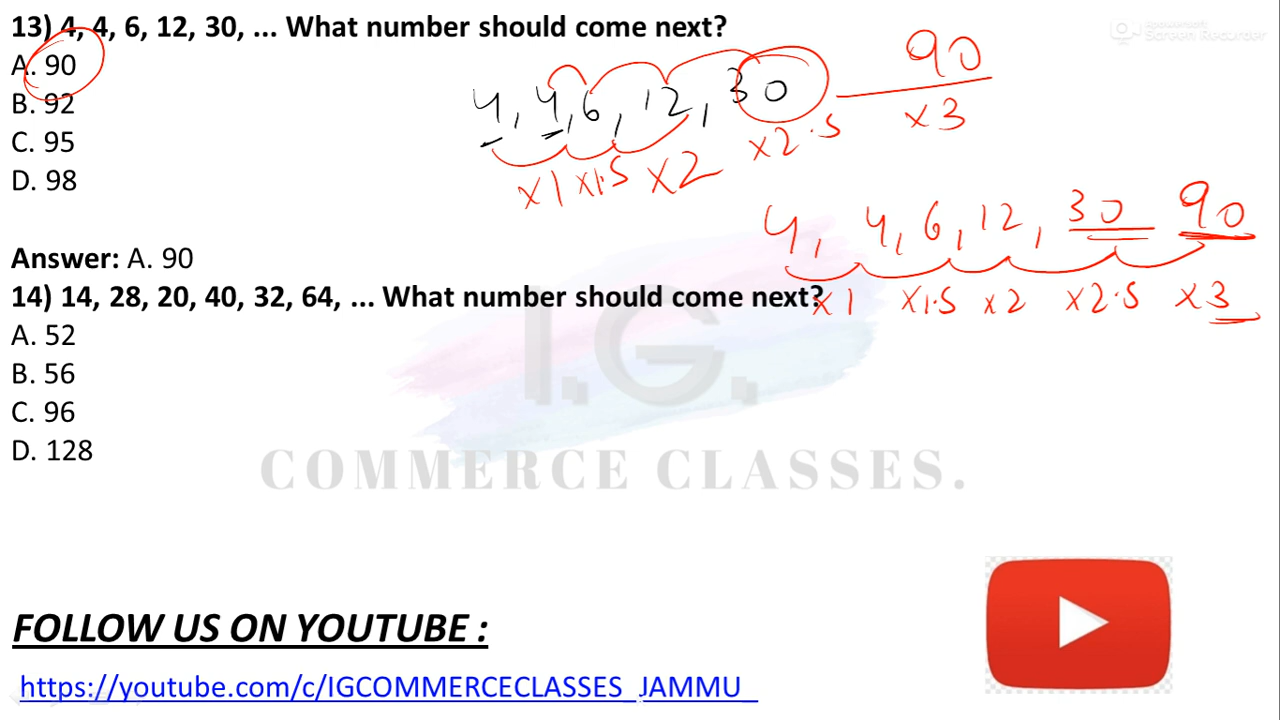 13) 4, 4, 6, 12, 30, ... What number should come next?
A. 90
B. 92
C. 95
D. 98
4, 4, 6, 12, 30 90
x1 x1.5 x2 x2.5 x3
4, 4, 6, 12, 30 90
x1 x1.5 x2 x2.5 x3
Answer: A. 90
14) 14, 28, 20, 40, 32, 64, ... What number should come next?
A. 52
B. 56
C. 96
D. 128
I.G.
COMMERCE CLASSES.
FOLLOW US ON YOUTUBE :
https://youtube.com/c/IGCOMMERCECLASSES_JAMMU_
Apowersoft
Screen Recorder